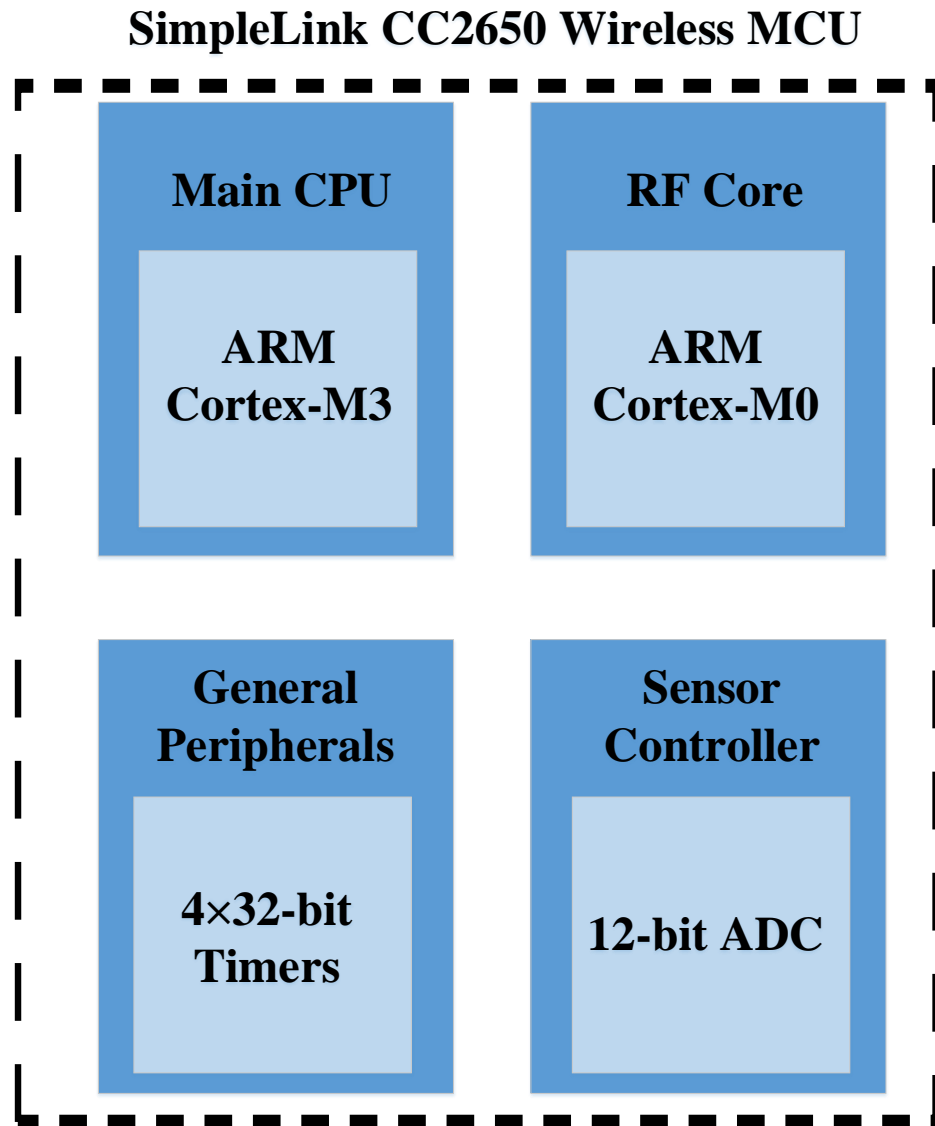 SimpleLink CC2650 Wireless MCU
Main CPU
ARM
Cortex-M3
RF Core
ARM
Cortex-M0
General
Peripherals
4×32-bit
Timers
Sensor
Controller
12-bit ADC